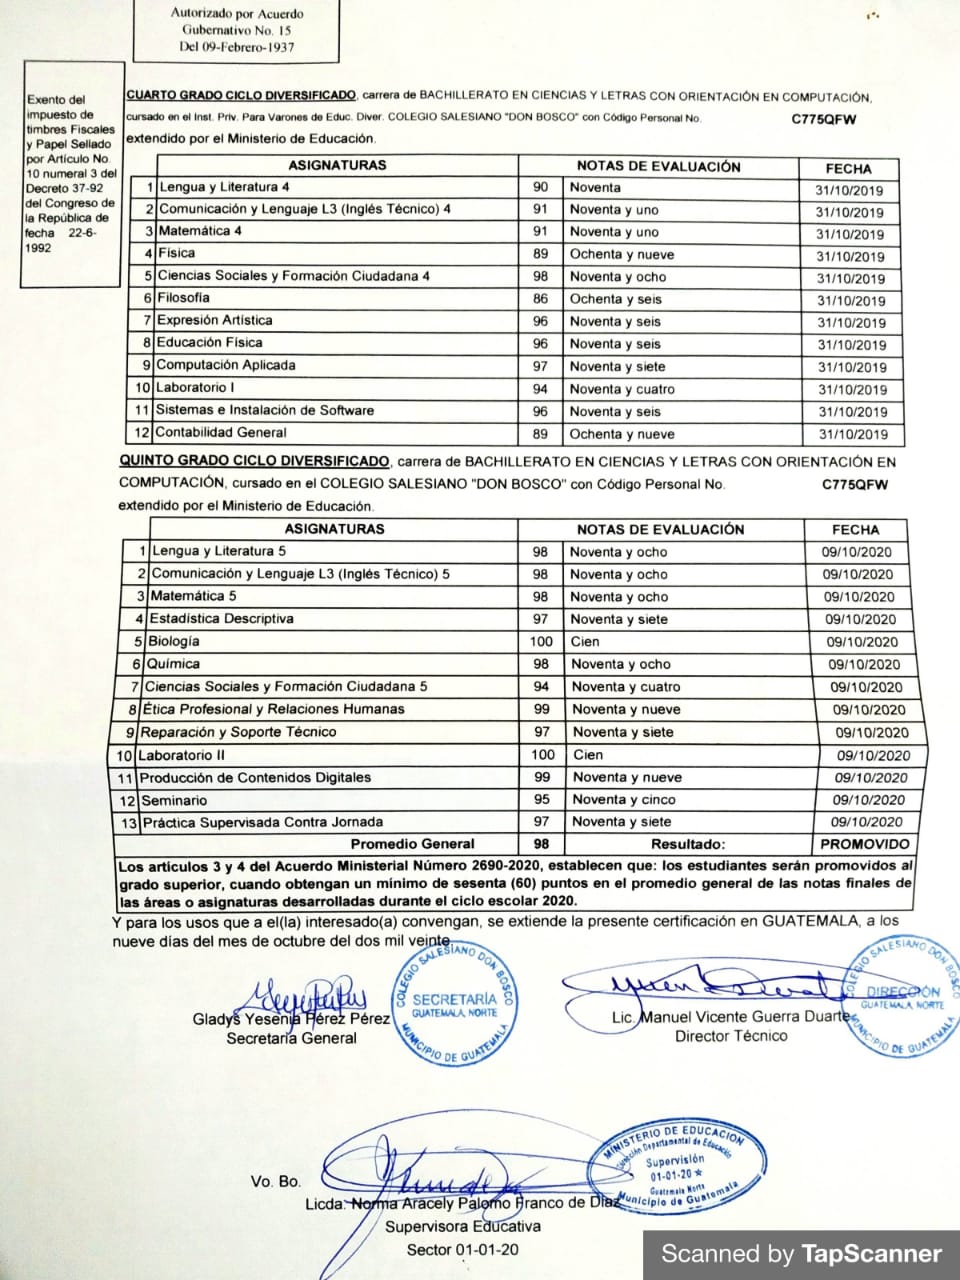 Autorizado por Acuerdo
Gubernativo No. 15
Del 09-Febrero-1937
Exento del
impuesto de
timbres Fiscales
y Papel Sellado
por Artículo No.
10 numeral 3 del
Decreto 37-92
del Congreso de
la República de
fecha 22-6-
1992
CUARTO GRADO CICLO DIVERSIFICADO, carrera de BACHILLERATO EN CIENCIAS Y LETRAS CON ORIENTACIÓN EN COMPUTACIÓN,
cursado en el Inst. Priv. Para Varones de Educ. Diver. COLEGIO SALESIANO "DON BOSCO" con Código Personal No. C775QFW
extendido por el Ministerio de Educación.
ASIGNATURAS NOTAS DE EVALUACIÓN FECHA
1 Lengua y Literatura 4 90 Noventa 31/10/2019
2 Comunicación y Lenguaje L3 (Inglés Técnico) 4 91 Noventa y uno 31/10/2019
3 Matemática 4 91 Noventa y uno 31/10/2019
4 Física 89 Ochenta y nueve 31/10/2019
5 Ciencias Sociales y Formación Ciudadana 4 98 Noventa y ocho 31/10/2019
6 Filosofía 86 Ochenta y seis 31/10/2019
7 Expresión Artística 96 Noventa y seis 31/10/2019
8 Educación Física 96 Noventa y seis 31/10/2019
9 Computación Aplicada 97 Noventa y siete 31/10/2019
10 Laboratorio I 94 Noventa y cuatro 31/10/2019
11 Sistemas e Instalación de Software 96 Noventa y seis 31/10/2019
12 Contabilidad General 89 Ochenta y nueve 31/10/2019
QUINTO GRADO CICLO DIVERSIFICADO, carrera de BACHILLERATO EN CIENCIAS Y LETRAS CON ORIENTACIÓN EN
COMPUTACIÓN, cursado en el COLEGIO SALESIANO "DON BOSCO" con Código Personal No. C775QFW
extendido por el Ministerio de Educación.
ASIGNATURAS NOTAS DE EVALUACIÓN FECHA
1 Lengua y Literatura 5 98 Noventa y ocho 09/10/2020
2 Comunicación y Lenguaje L3 (Inglés Técnico) 5 98 Noventa y ocho 09/10/2020
3 Matemática 5 98 Noventa y ocho 09/10/2020
4 Estadística Descriptiva 97 Noventa y siete 09/10/2020
5 Biología 100 Cien 09/10/2020
6 Química 98 Noventa y ocho 09/10/2020
7 Ciencias Sociales y Formación Ciudadana 5 94 Noventa y cuatro 09/10/2020
8 Ética Profesional y Relaciones Humanas 99 Noventa y nueve 09/10/2020
9 Reparación y Soporte Técnico 97 Noventa y siete 09/10/2020
10 Laboratorio II 100 Cien 09/10/2020
11 Producción de Contenidos Digitales 99 Noventa y nueve 09/10/2020
12 Seminario 95 Noventa y cinco 09/10/2020
13 Práctica Supervisada Contra Jornada 97 Noventa y siete 09/10/2020
Promedio General 98 Resultado: PROMOVIDO
Los artículos 3 y 4 del Acuerdo Ministerial Número 2690-2020, establecen que: los estudiantes serán promovidos al
grado superior, cuando obtengan un mínimo de sesenta (60) puntos en el promedio general de las notas finales de
las áreas o asignaturas desarrolladas durante el ciclo escolar 2020.
Y para los usos que a el(la) interesado(a) convengan, se extiende la presente certificación en GUATEMALA, a los
nueve días del mes de octubre del dos mil veinte
COLEGIO SALESIANO DON BOSCO
SECRETARÍA
GUATEMALA, NORTE
MUNICIPIO DE GUATEMALA
COLEGIO SALESIANO DON BOSCO
DIRECCIÓN
GUATEMALA, NORTE
MUNICIPIO DE GUATEMALA
Gladys Yesenia Pérez Pérez
Secretaria General
Lic. Manuel Vicente Guerra Duarte
Director Técnico
MINISTERIO DE EDUCACION
Dirección Departamental de Educación
Supervisión
01-01-20
Guatemala Norte
Municipio de Guatemala
Vo. Bo.
Licda. Norma Aracely Palomo Franco de Díaz
Supervisora Educativa
Sector 01-01-20
Scanned by TapScanner